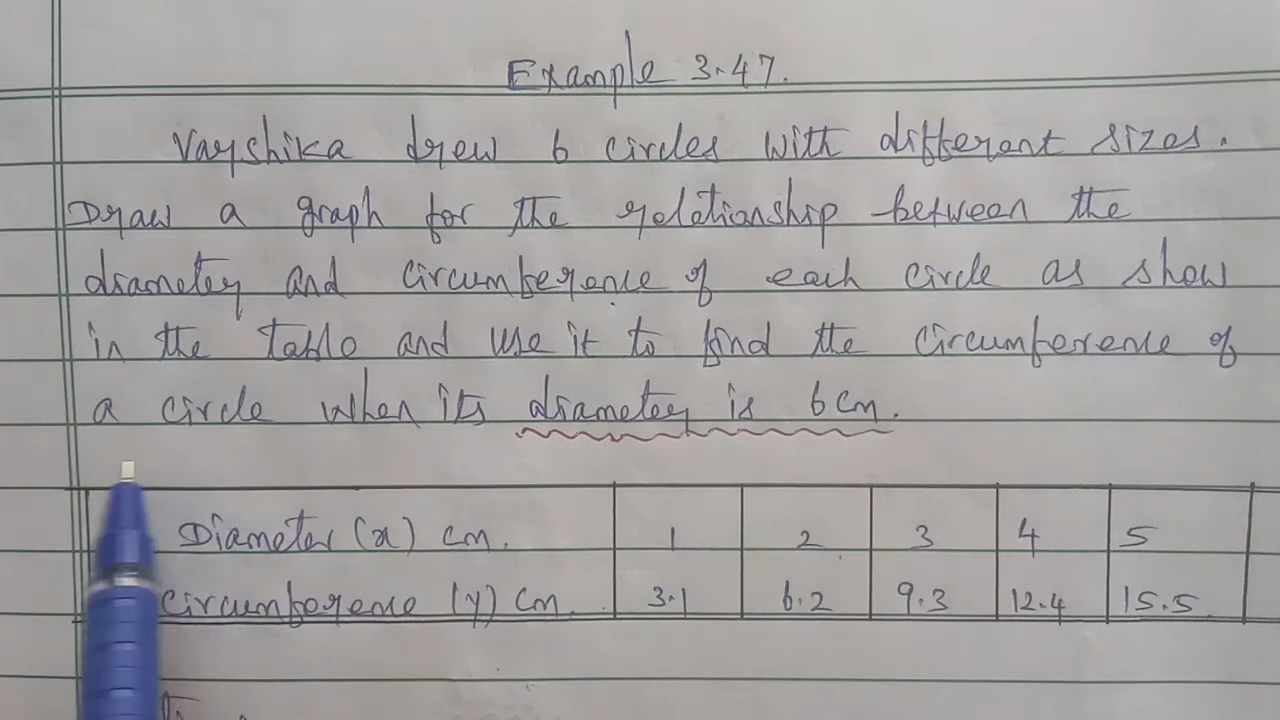 Example 3.47.
Varshika drew 6 circles with different sizes.
Draw a graph for the relationship between the
diameter and circumference of each circle as show
in the table and use it to find the circumference of
a circle when its diameter is 6cm.
Diameter (x) cm. 1 2 3 4 5
Circumference (y) cm. 3.1 6.2 9.3 12.4 15.5